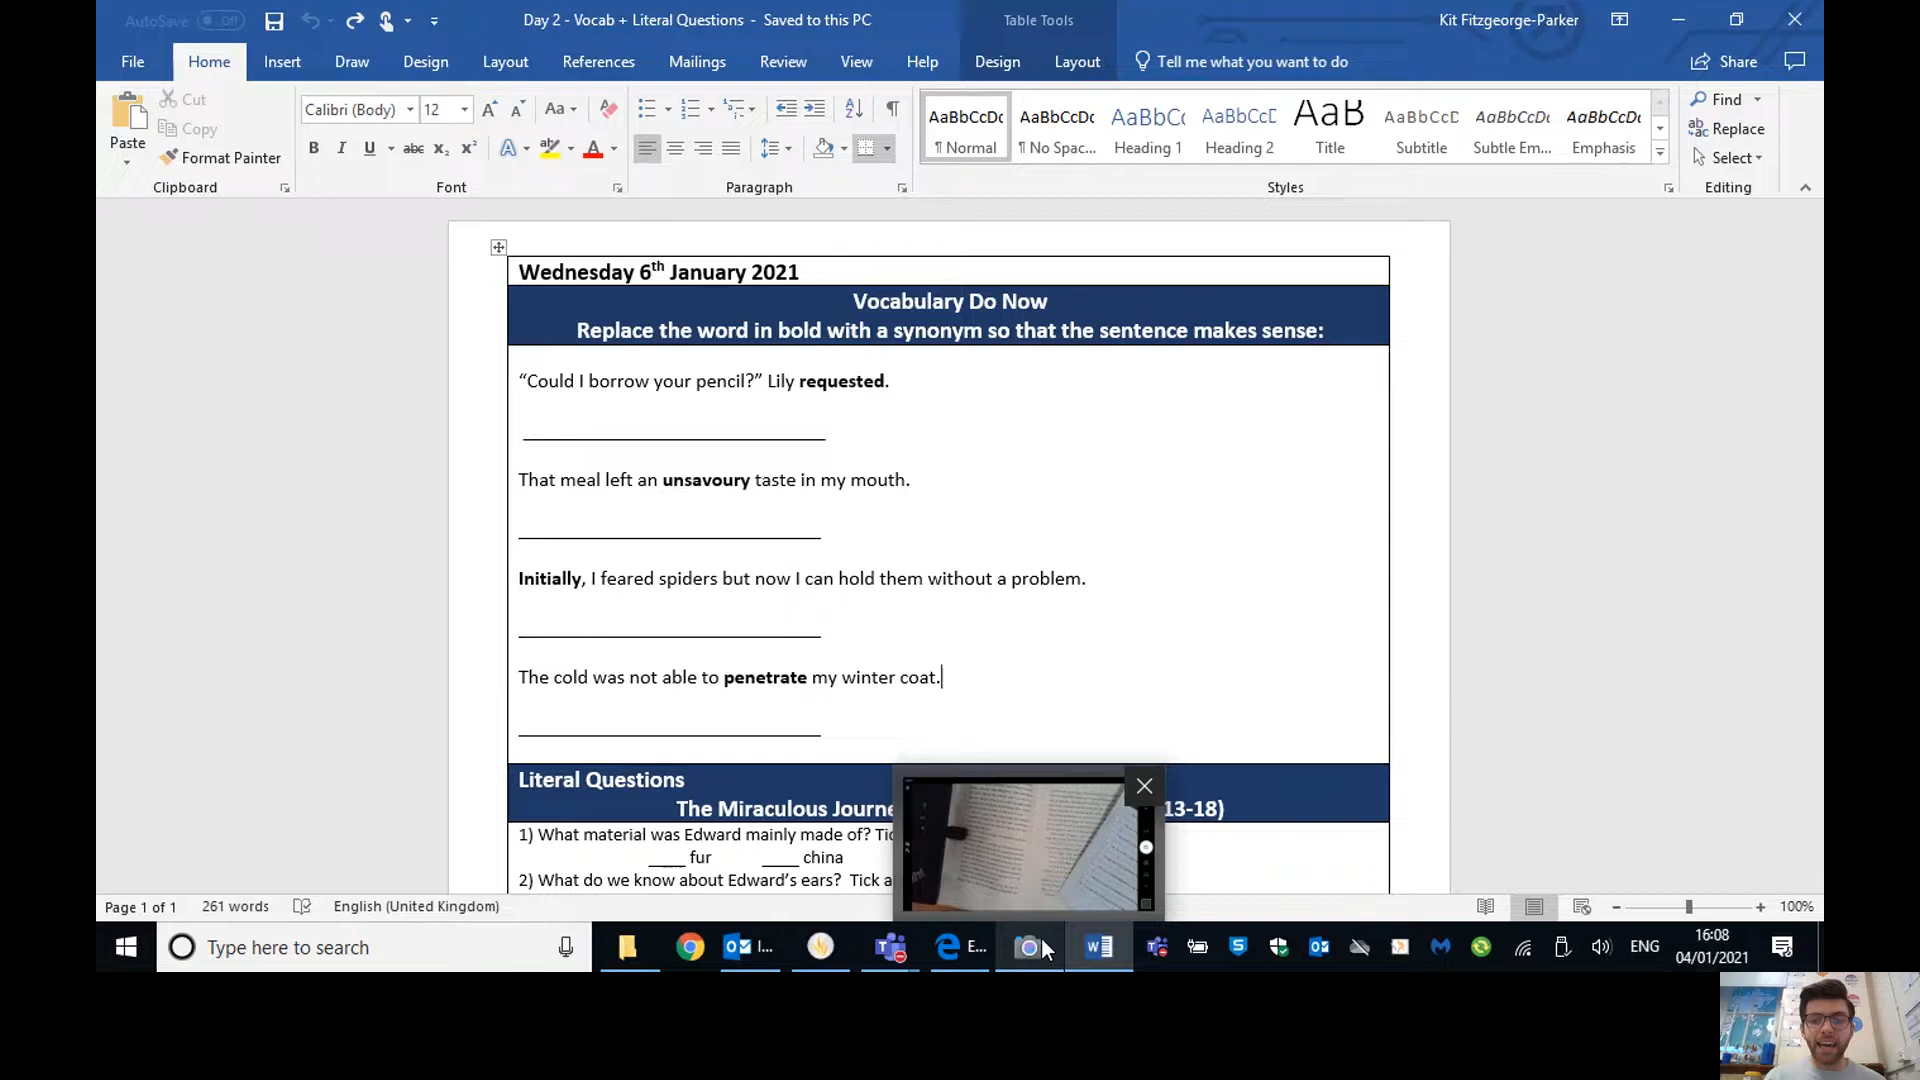 AutoSave Off
Day 2 - Vocab + Literal Questions - Saved to this PC
Table Tools
Kit Fitzgeorge-Parker
File Home Insert Draw Design Layout References Mailings Review View Help Design Layout Tell me what you want to do Share
Paste
Cut
Copy
Format Painter
Clipboard
Calibri (Body) 12
Font
Paragraph
AaBbCcDc AaBbCcDc AaBbC AaBbCcD AaB AaBbCcD AaBbCcDc AaBbCcDc
¶ Normal ¶ No Spac... Heading 1 Heading 2 Title Subtitle Subtle Em... Emphasis
Styles
Find
Replace
Select
Editing
Wednesday 6th January 2021
Vocabulary Do Now
Replace the word in bold with a synonym so that the sentence makes sense:
“Could I borrow your pencil?” Lily requested.
That meal left an unsavoury taste in my mouth.
Initially, I feared spiders but now I can hold them without a problem.
The cold was not able to penetrate my winter coat.
Literal Questions
The Miraculous Journe 13-18)
1) What material was Edward mainly made of? Tic
____ fur ____ china
2) What do we know about Edward’s ears? Tick a
Page 1 of 1 261 words English (United Kingdom) 100%
Type here to search
I... E... ENG
16:08
04/01/2021